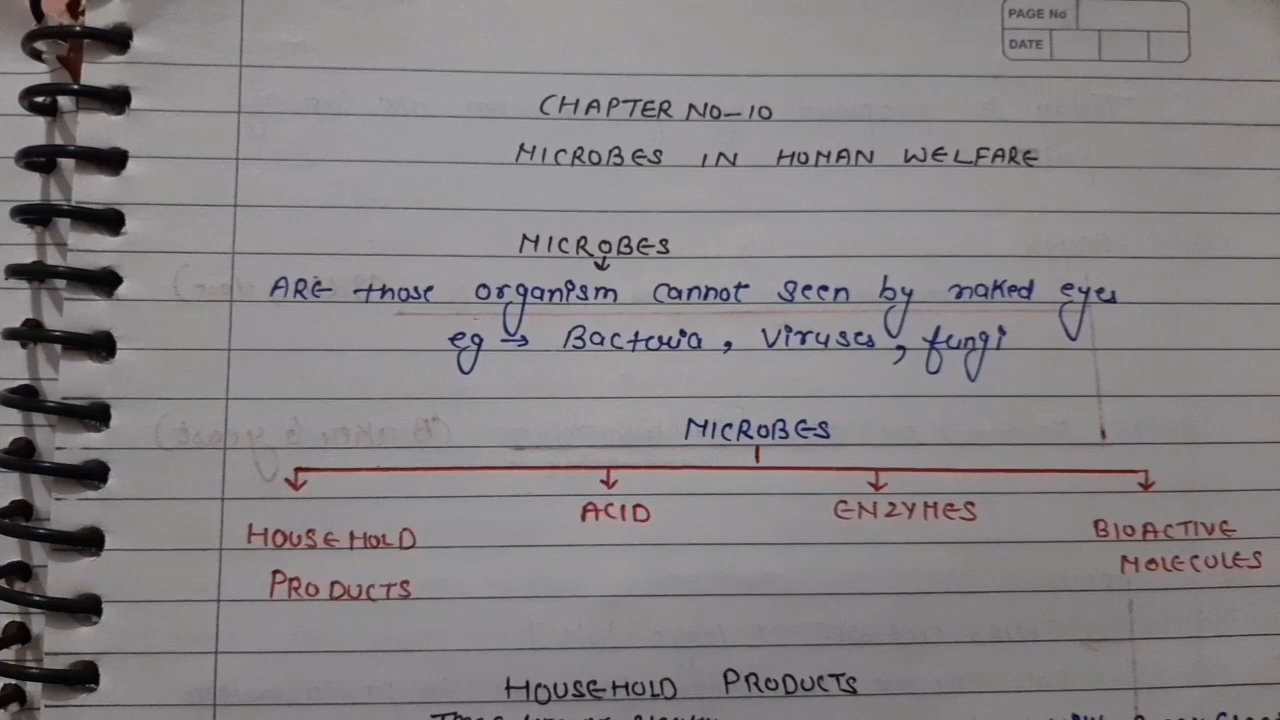 PAGE No
DATE
CHAPTER NO-10
MICROBES IN HUMAN WELFARE
MICROBES
ARE those organism cannot seen by naked eyes
eg → Bacteria, Viruses, fungi
MICROBES
HOUSEHOLD PRODUCTS
ACID
ENZYMES
BIOACTIVE MOLECULES
HOUSEHOLD PRODUCTS